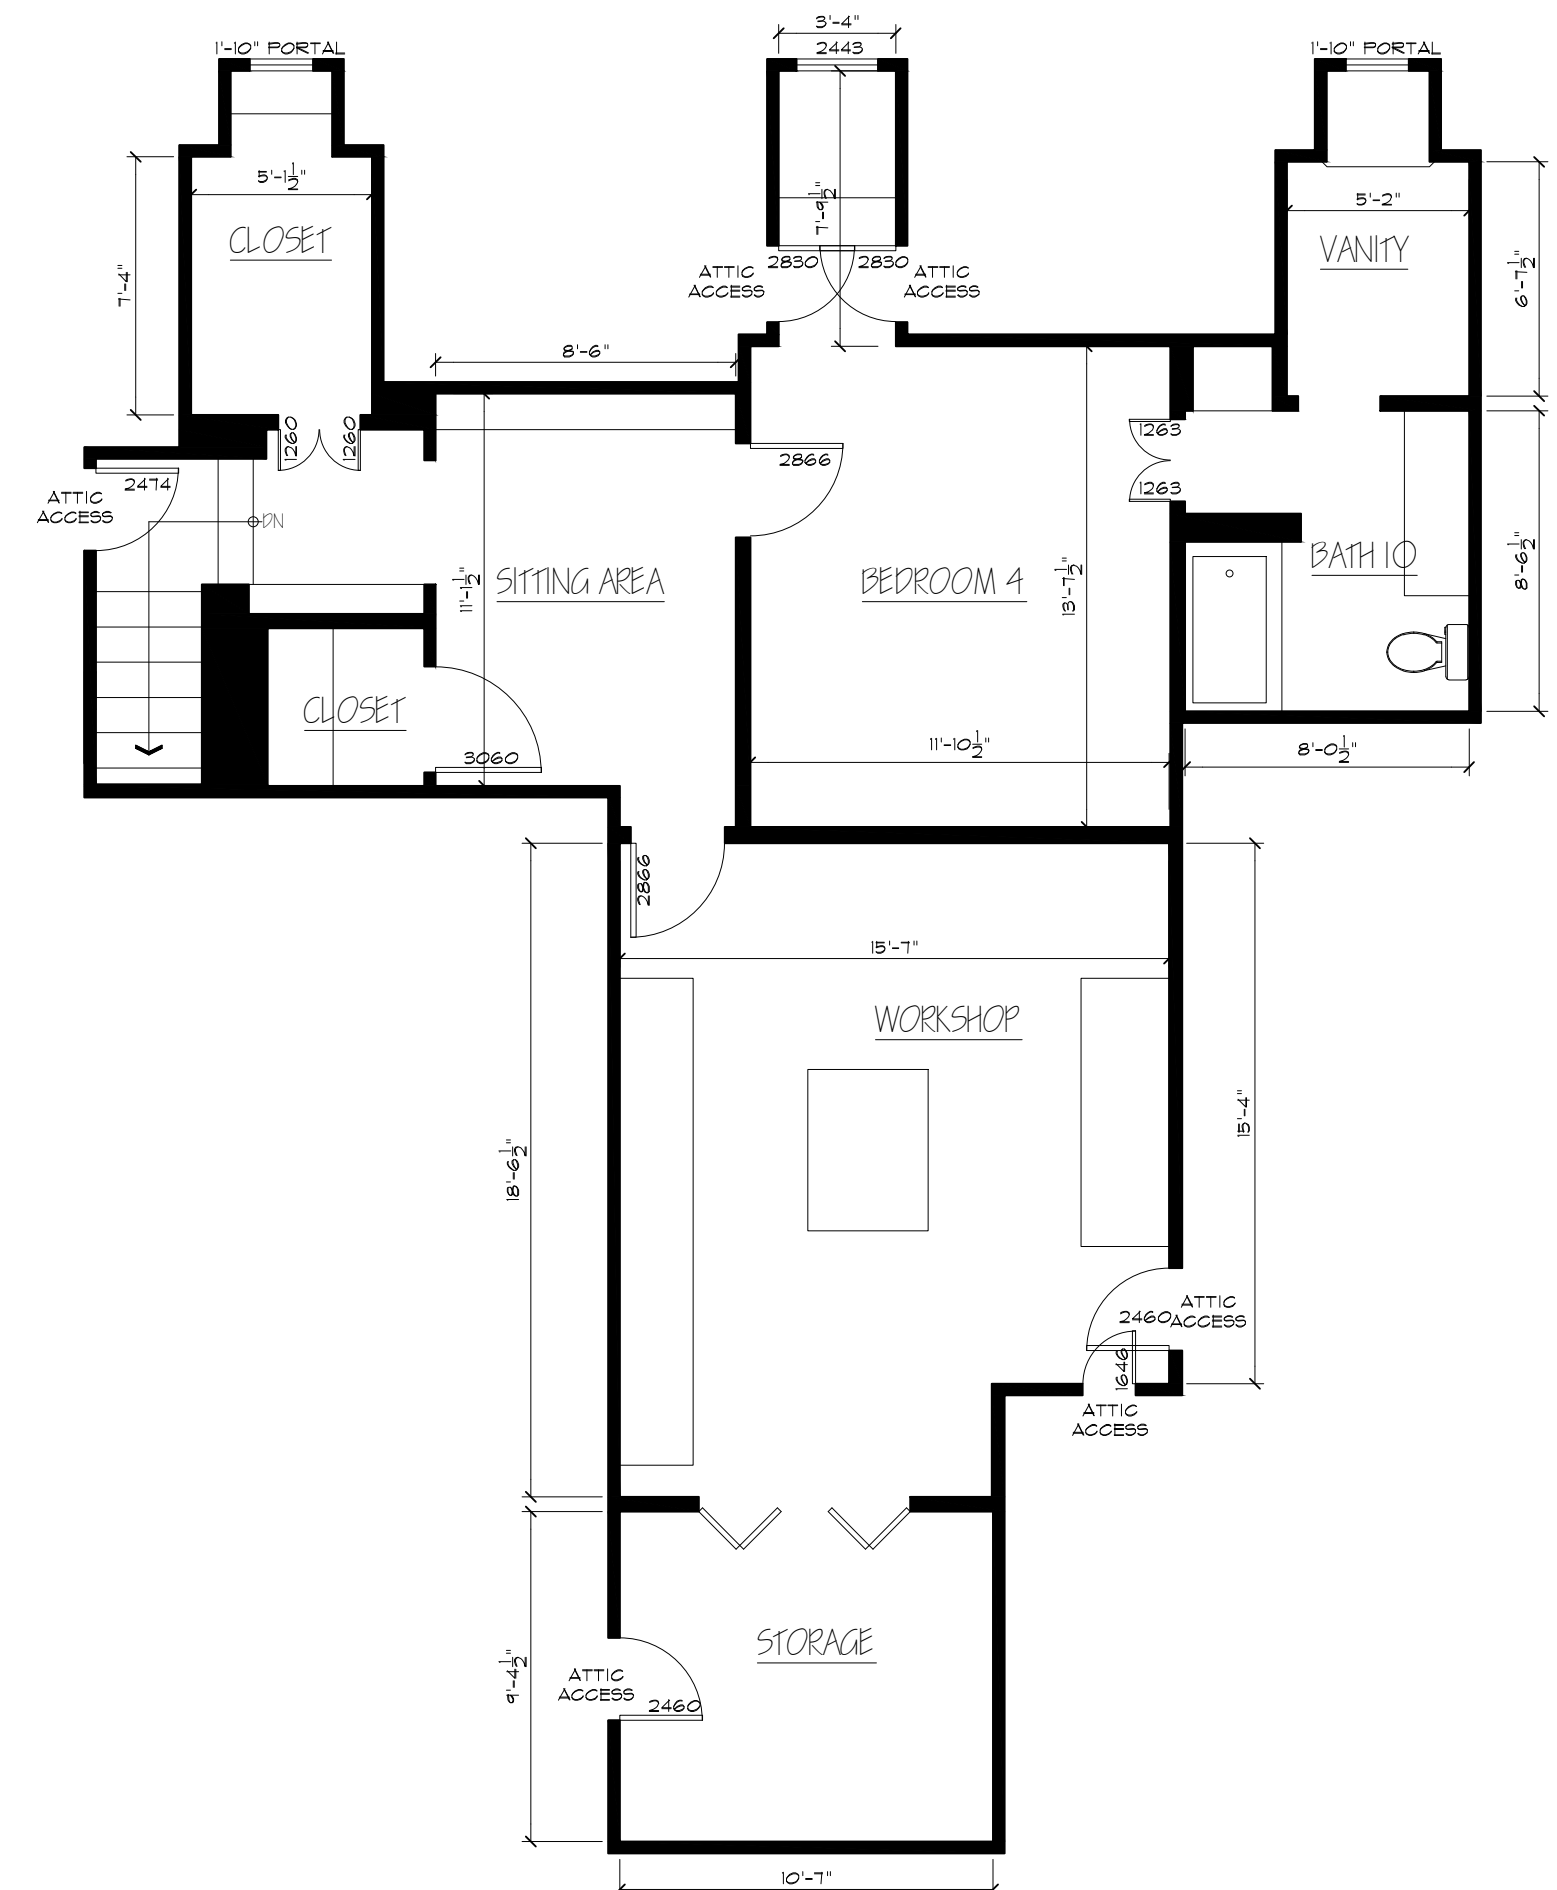 3'-4"
1'-10" PORTAL
2443
1'-10" PORTAL
5'-1 1/2"
7'-9 1/2"
5'-2"
CLOSET
VANITY
7'-4"
2830
2830
ATTIC
ACCESS
ATTIC
ACCESS
6'-7 1/2"
8'-6"
1260
1260
1263
2866
2474
1263
ATTIC
ACCESS
DN
11'-1 1/2"
SITTING AREA
BEDROOM 4
13'-7 1/2"
BATH 10
8'-6 1/2"
CLOSET
3060
11'-10 1/2"
8'-0 1/2"
2866
15'-7"
WORKSHOP
18'-6 1/2"
15'-4"
2460
ATTIC
ACCESS
1646
ATTIC
ACCESS
STORAGE
9'-4 1/2"
ATTIC
ACCESS
2460
10'-7"